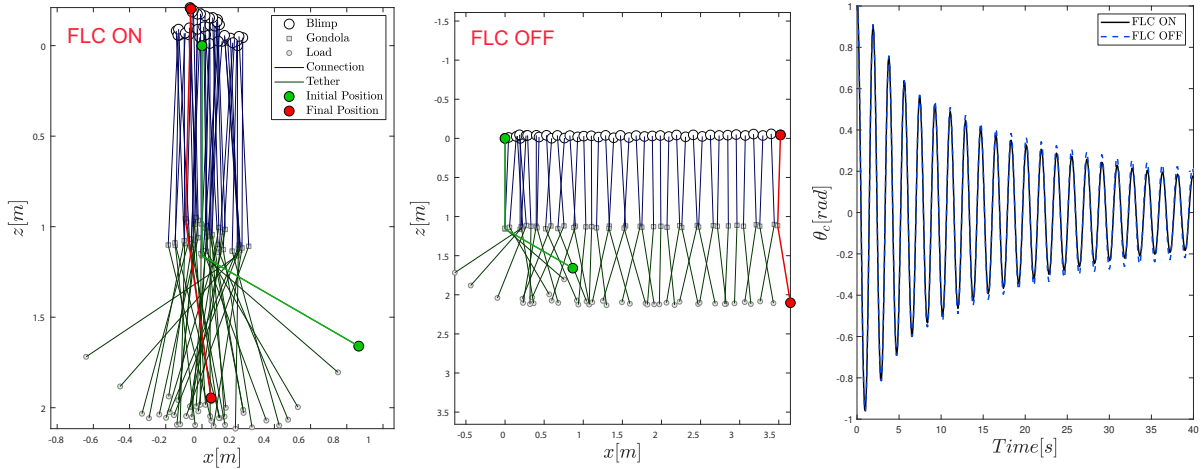 FLC ON
Blimp
Gondola
Load
Connection
Tether
Initial Position
Final Position
0
0.5
1
1.5
2
z[m]
-0.8 -0.6 -0.4 -0.2 0 0.2 0.4 0.6 0.8 1
x[m]
FLC OFF
-1.5
-1
-0.5
0
0.5
1
1.5
2
2.5
3
3.5
z[m]
-0.5 0 0.5 1 1.5 2 2.5 3 3.5
x[m]
FLC ON
FLC OFF
1
0.8
0.6
0.4
0.2
0
-0.2
-0.4
-0.6
-0.8
-1
θc[rad]
0 5 10 15 20 25 30 35 40
Time[s]